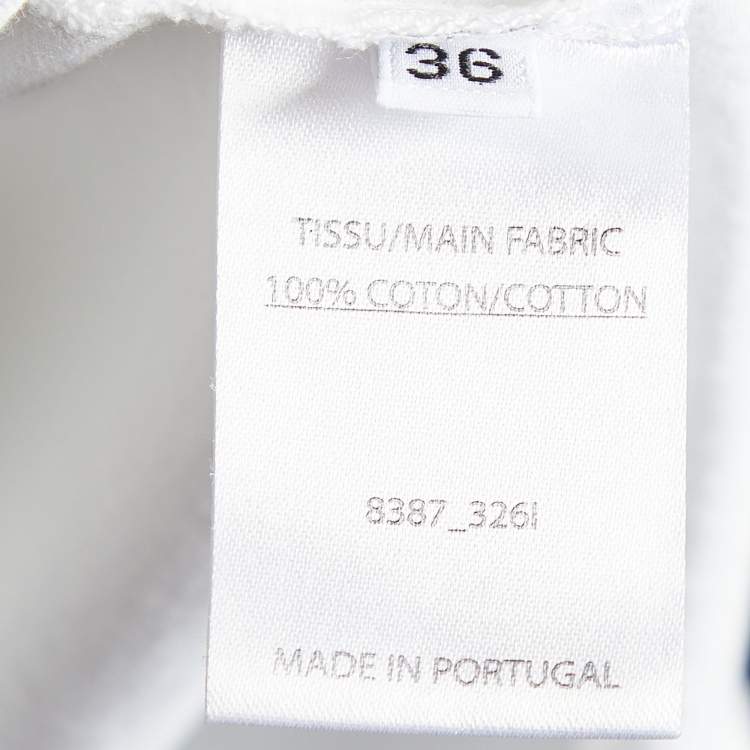 36
TISSU/MAIN FABRIC
100% COTON/COTTON
8387_326I
MADE IN PORTUGAL